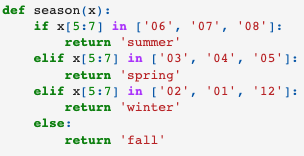 def season(x):
    if x[5:7] in ['06', '07', '08']:
        return 'summer'
    elif x[5:7] in ['03', '04', '05']:
        return 'spring'
    elif x[5:7] in ['02', '01', '12']:
        return 'winter'
    else:
        return 'fall'